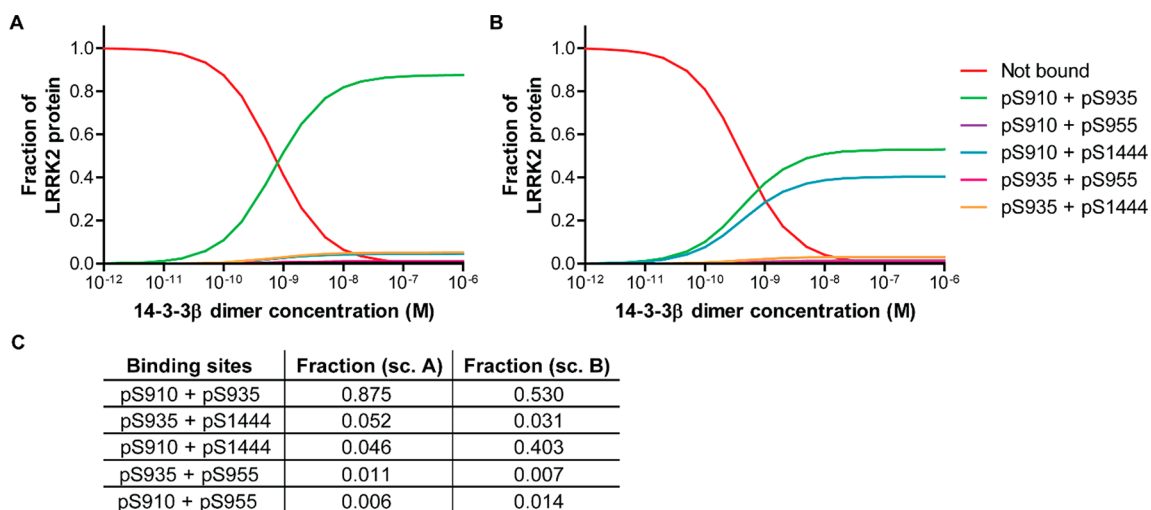 A
Fraction of
LRRK2 protein
1.0
0.8
0.6
0.4
0.2
0.0
10-12 10-11 10-10 10-9 10-8 10-7 10-6
14-3-3β dimer concentration (M)
B
Fraction of
LRRK2 protein
1.0
0.8
0.6
0.4
0.2
0.0
10-12 10-11 10-10 10-9 10-8 10-7 10-6
14-3-3β dimer concentration (M)
Not bound
pS910 + pS935
pS910 + pS955
pS910 + pS1444
pS935 + pS955
pS935 + pS1444
C
Binding sites Fraction (sc. A) Fraction (sc. B)
pS910 + pS935 0.875 0.530
pS935 + pS1444 0.052 0.031
pS910 + pS1444 0.046 0.403
pS935 + pS955 0.011 0.007
pS910 + pS955 0.006 0.014